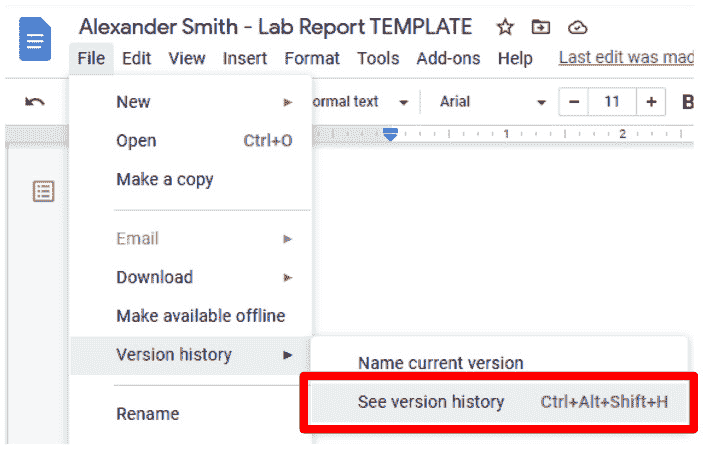 Alexander Smith - Lab Report TEMPLATE
File Edit View Insert Format Tools Add-ons Help Last edit was mad
ormal text Arial 11 B
New
1 2
Open Ctrl+O
Make a copy
Email
Download
Make available offline
Version history
Name current version
See version history Ctrl+Alt+Shift+H
Rename